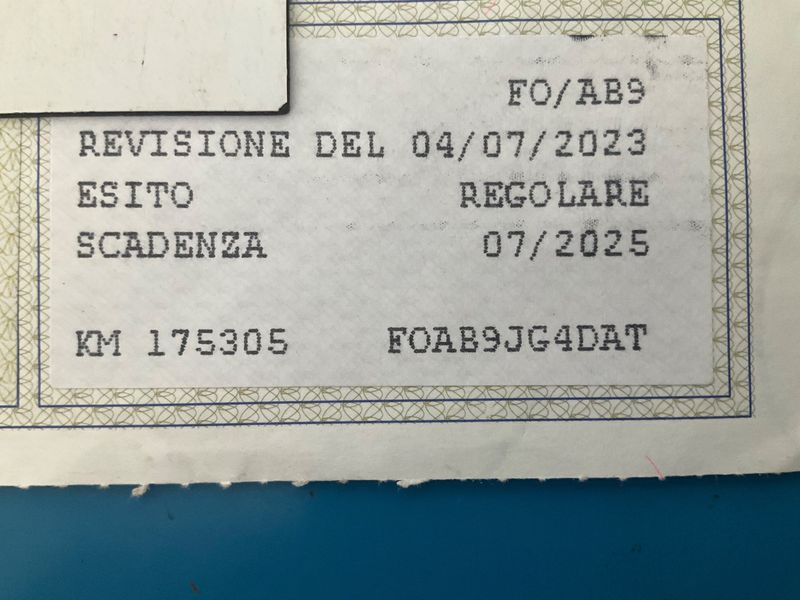 FO/AB9
REVISIONE DEL 04/07/2023
ESITO REGOLARE
SCADENZA 07/2025
KM 175305 FOAB9JG4DAT